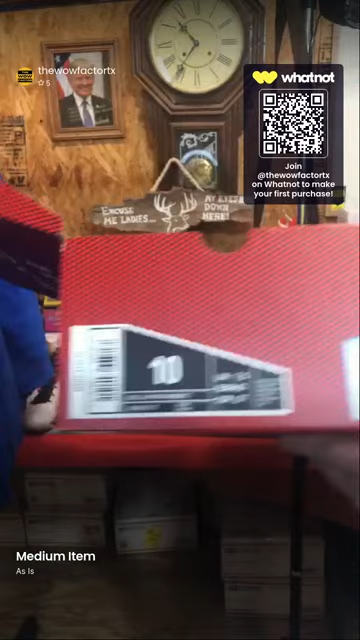 thewowfactortx
5
whatnot
Join
@thewowfactortx
on Whatnot to make
your first purchase!
EXCUSE
ME LADIES...
MY EYES
DOWN
HERE!
10
Medium Item
As Is